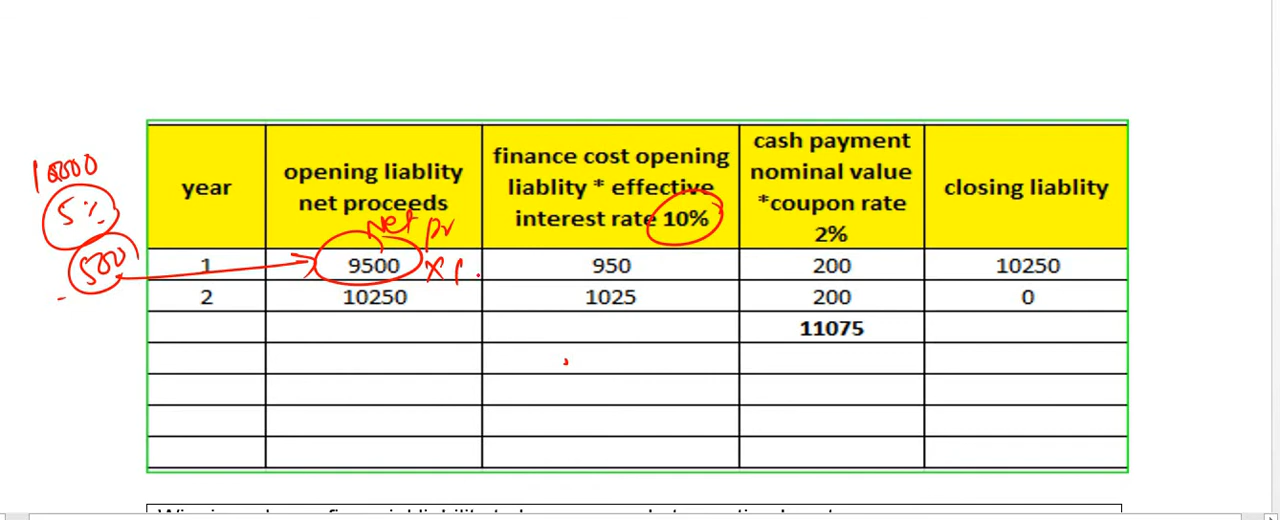 year
opening liablity
net proceeds
finance cost opening
liablity * effective
interest rate 10%
cash payment
nominal value
*coupon rate
2%
closing liablity
10000
5%
500
Net pr
1 9500 950 200 10250
2 10250 1025 200 0
11075